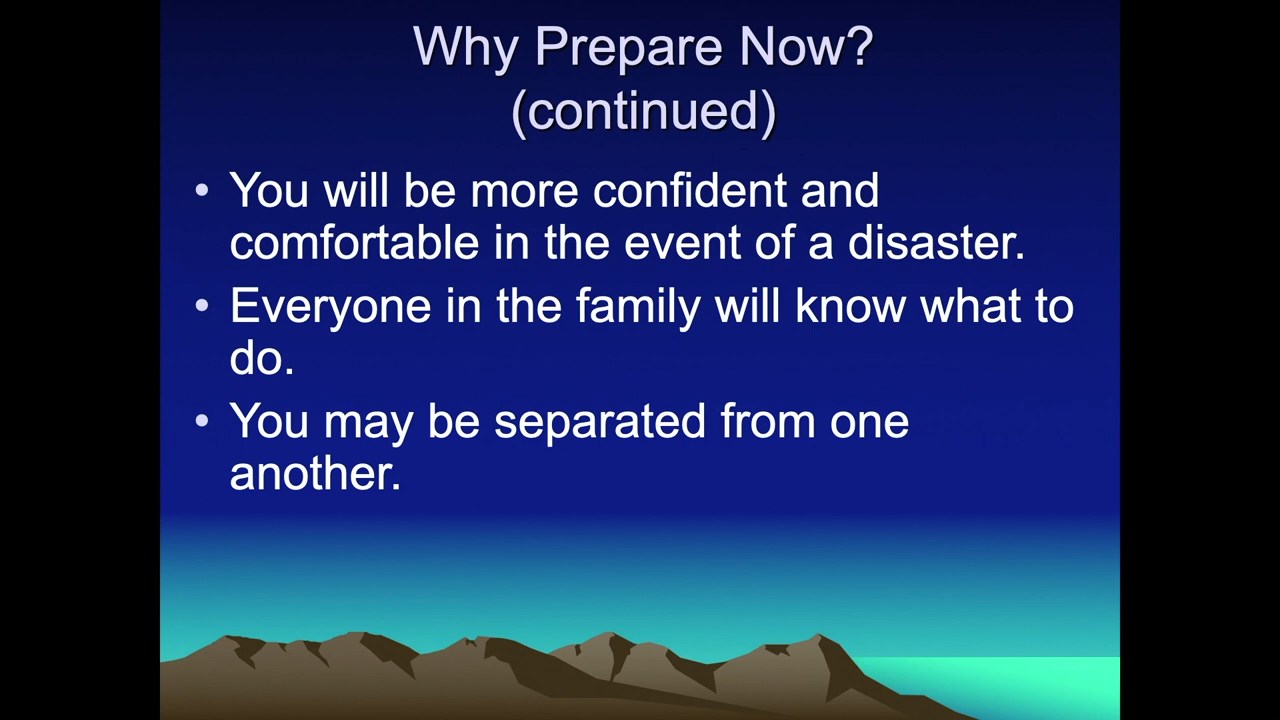 Why Prepare Now?
(continued)
• You will be more confident and
comfortable in the event of a disaster.
• Everyone in the family will know what to
do.
• You may be separated from one
another.